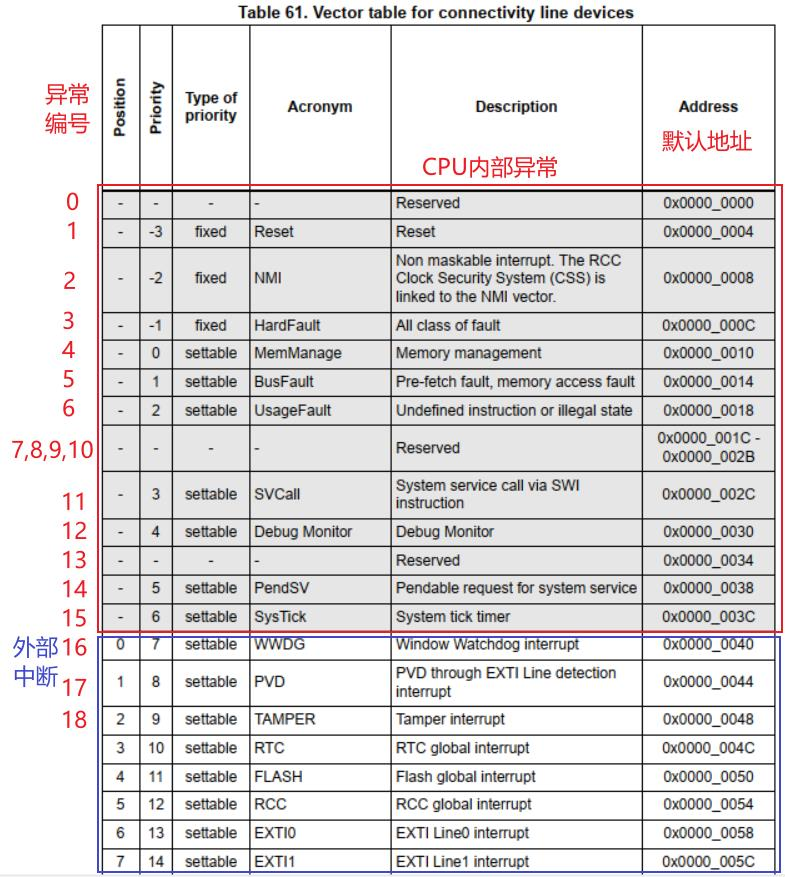 Table 61. Vector table for connectivity line devices
异常编号 Position Priority Type of priority Acronym Description Address
CPU内部异常 默认地址
0 - - - - Reserved 0x0000_0000
1 - -3 fixed Reset Reset 0x0000_0004
2 - -2 fixed NMI Non maskable interrupt. The RCC Clock Security System (CSS) is linked to the NMI vector. 0x0000_0008
3 - -1 fixed HardFault All class of fault 0x0000_000C
4 - 0 settable MemManage Memory management 0x0000_0010
5 - 1 settable BusFault Pre-fetch fault, memory access fault 0x0000_0014
6 - 2 settable UsageFault Undefined instruction or illegal state 0x0000_0018
7,8,9,10 - - - - Reserved 0x0000_001C - 0x0000_002B
11 - 3 settable SVCall System service call via SWI instruction 0x0000_002C
12 - 4 settable Debug Monitor Debug Monitor 0x0000_0030
13 - - - - Reserved 0x0000_0034
14 - 5 settable PendSV Pendable request for system service 0x0000_0038
15 - 6 settable SysTick System tick timer 0x0000_003C
外部中断
16 0 7 settable WWDG Window Watchdog interrupt 0x0000_0040
17 1 8 settable PVD PVD through EXTI Line detection interrupt 0x0000_0044
18 2 9 settable TAMPER Tamper interrupt 0x0000_0048
3 10 settable RTC RTC global interrupt 0x0000_004C
4 11 settable FLASH Flash global interrupt 0x0000_0050
5 12 settable RCC RCC global interrupt 0x0000_0054
6 13 settable EXTI0 EXTI Line0 interrupt 0x0000_0058
7 14 settable EXTI1 EXTI Line1 interrupt 0x0000_005C